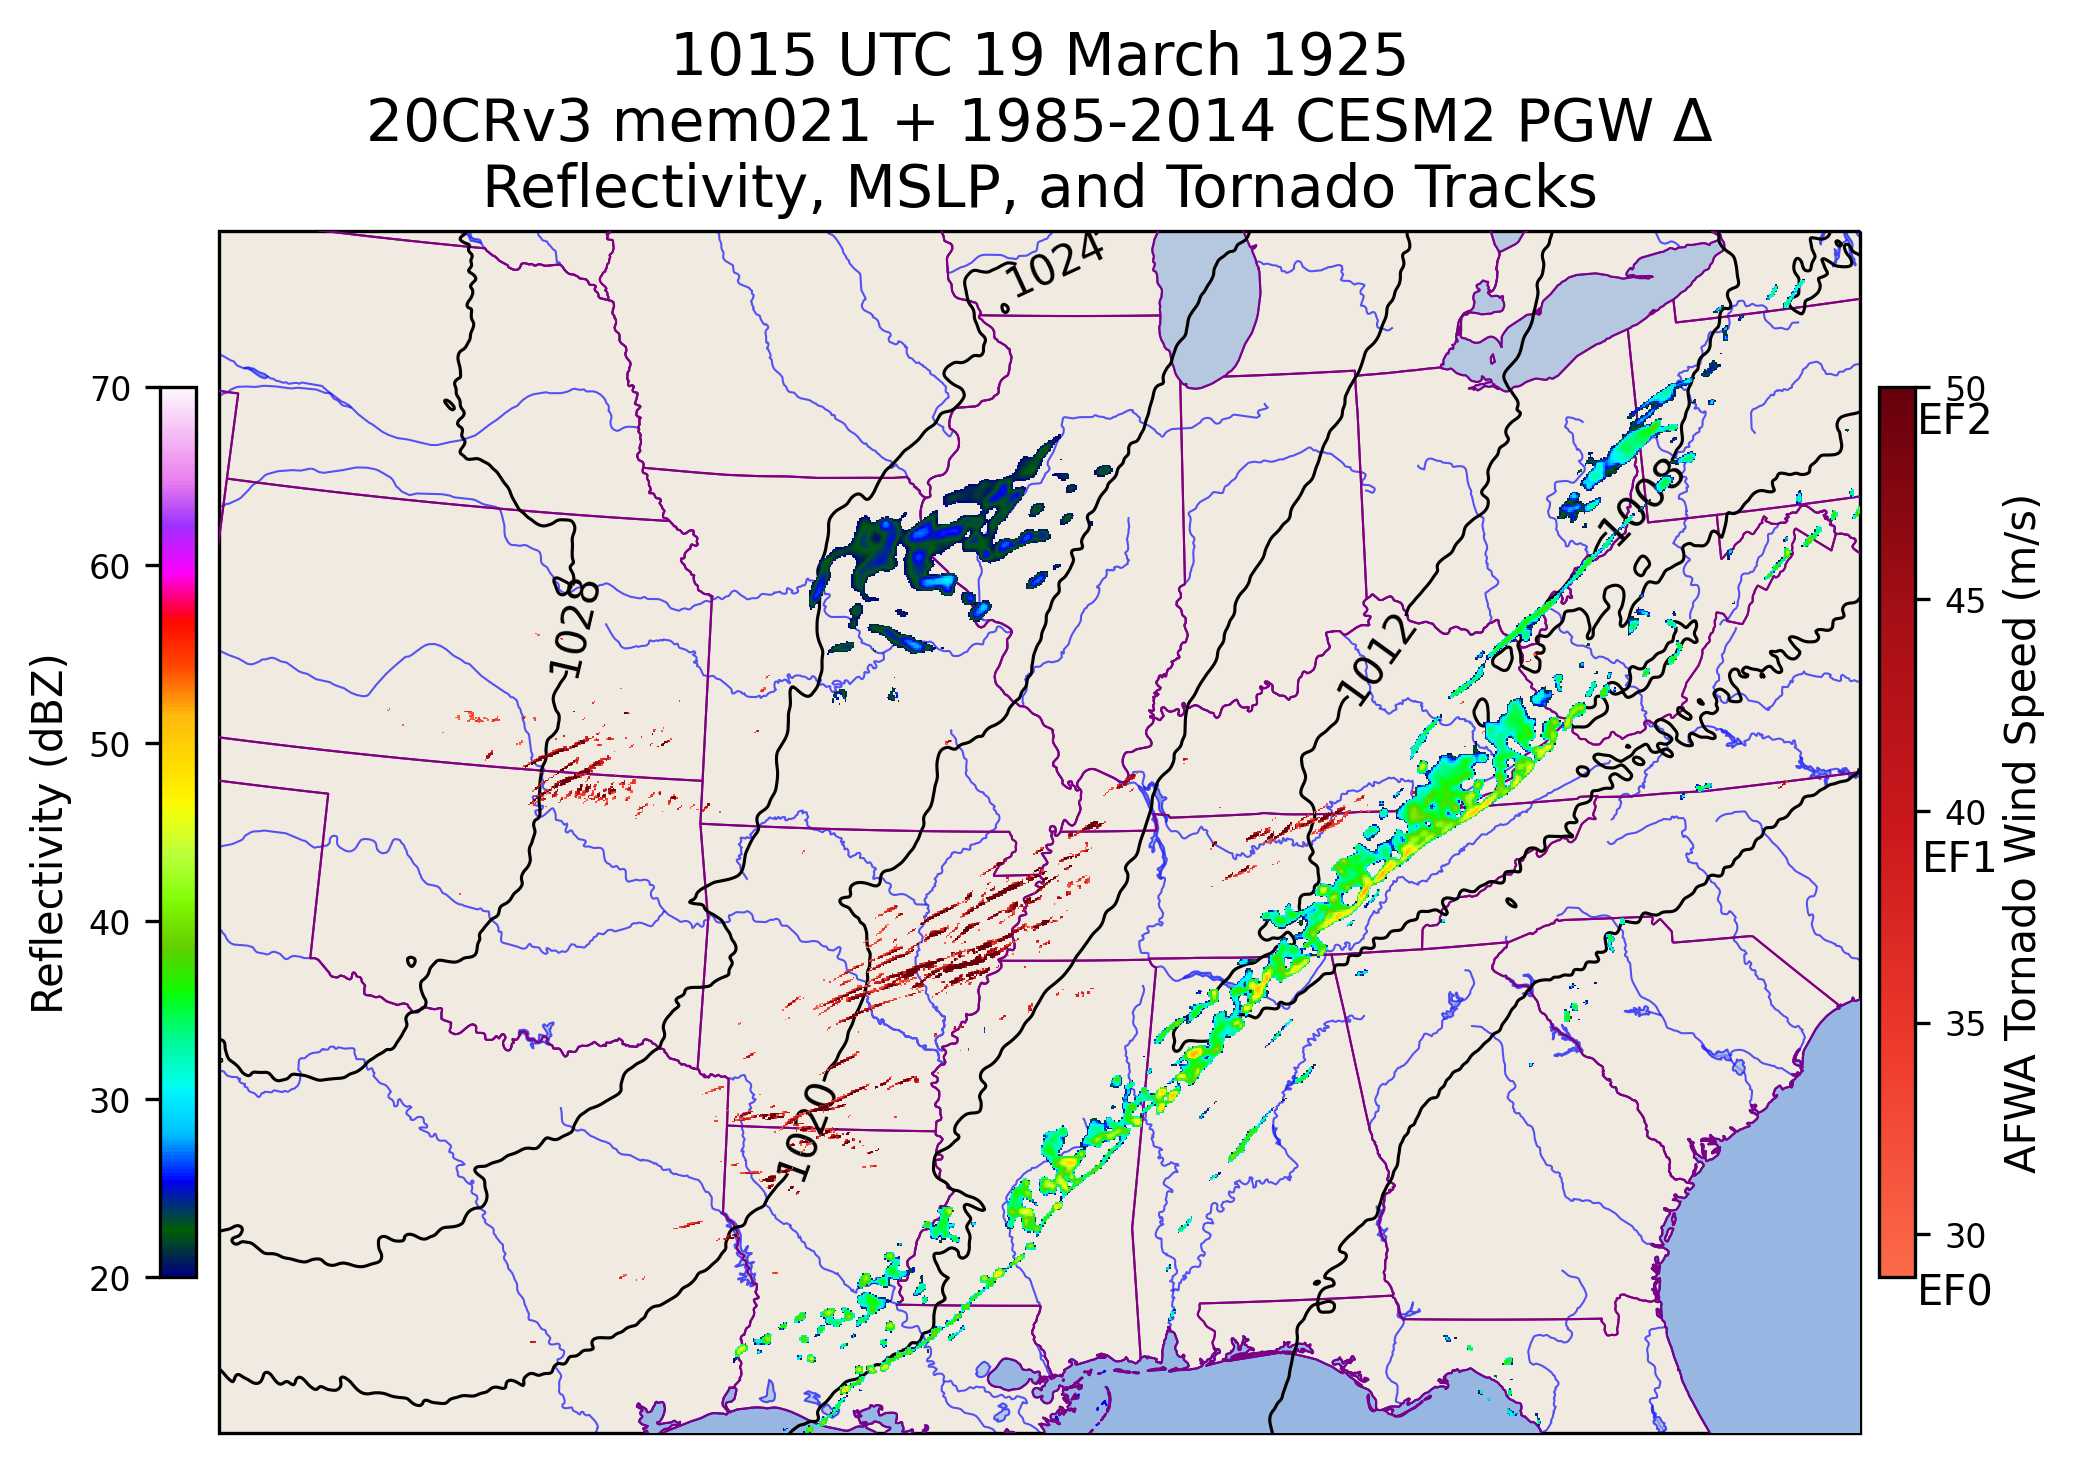 1015 UTC 19 March 1925
20CRv3 mem021 + 1985-2014 CESM2 PGW Δ
Reflectivity, MSLP, and Tornado Tracks
1024
1028
1008
1012
1020
70
60
50
40
30
20
Reflectivity (dBZ)
50
EF2
45
40
EF1
35
30
EF0
AFWA Tornado Wind Speed (m/s)